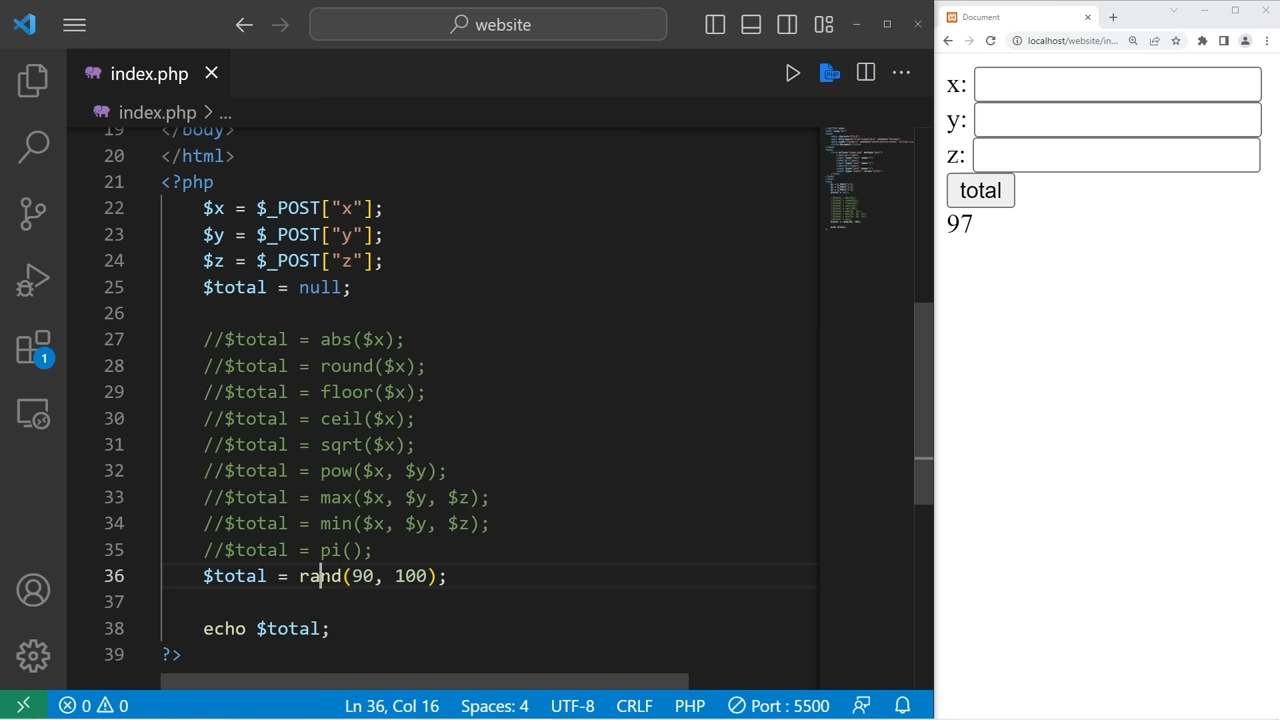 website
index.php
index.php > ...
19 </body>
20 </html>
21 <?php
22 $x = $_POST["x"];
23 $y = $_POST["y"];
24 $z = $_POST["z"];
25 $total = null;
26
27 //$total = abs($x);
28 //$total = round($x);
29 //$total = floor($x);
30 //$total = ceil($x);
31 //$total = sqrt($x);
32 //$total = pow($x, $y);
33 //$total = max($x, $y, $z);
34 //$total = min($x, $y, $z);
35 //$total = pi();
36 $total = rand(90, 100);
37
38 echo $total;
39 ?>
1
0 0 Ln 36, Col 16 Spaces: 4 UTF-8 CRLF PHP Port : 5500
Document
localhost/website/in...
x:
y:
z:
total
97